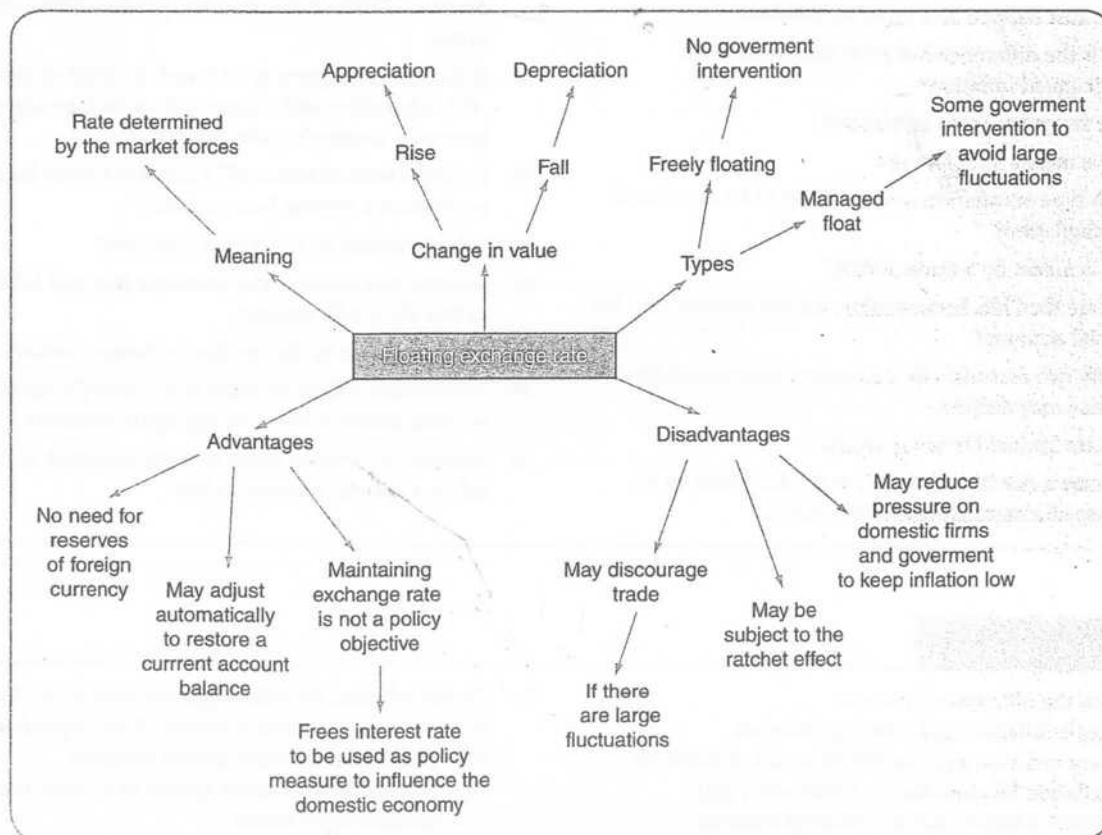 Appreciation
Depreciation
No goverment
intervention
Rate determined
by the market forces
Rise
Fall
Freely floating
Some goverment
intervention to
avoid large
fluctuations
Managed
float
Meaning
Change in value
Types
Floating exchange rate
Advantages
Disadvantages
No need for
reserves
of foreign
currency
May adjust
automatically
to restore a
currrent account
balance
Maintaining
exchange rate
is not a policy
objective
Frees interest rate
to be used as policy
measure to influence the
domestic economy
May discourage
trade
If there
are large
fluctuations
May be
subject to the
ratchet effect
May reduce
pressure on
domestic firms
and goverment
to keep inflation low